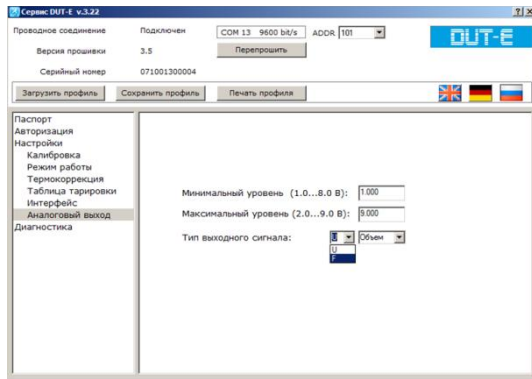 Сервис DUT-E v.3.22
Проводное соединение Подключен COM 13 9600 bit/s ADDR 101
DUT-E
Версия прошивки 3.5 Перепрошить
Серийный номер 071001300004
Загрузить профиль Сохранить профиль Печать профиля
Паспорт
Авторизация
Настройки
Калибровка
Режим работы
Термокоррекция
Таблица тарировки
Интерфейс
Аналоговый выход
Диагностика
Минимальный уровень (1.0...8.0 В): 1.000
Максимальный уровень (2.0...9.0 В): 9.000
Тип выходного сигнала: U Объем
U
F